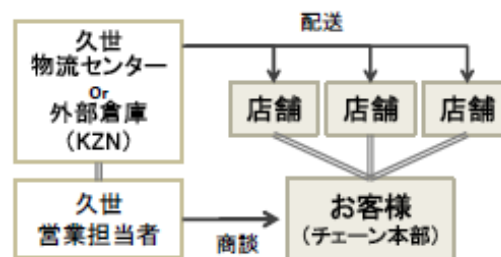 配送
久世
物流センター
Or
外部倉庫
(KZN)
店舗
店舗
店舗
久世
営業担当者
商談
お客様
(チェーン本部)